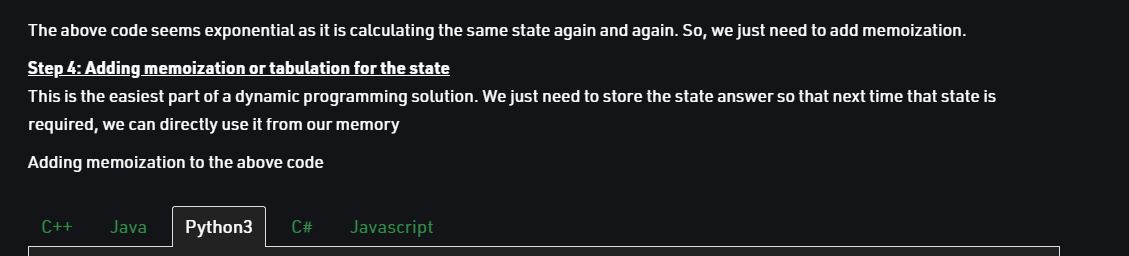 The above code seems exponential as it is calculating the same state again and again. So, we just need to add memoization.
Step 4: Adding memoization or tabulation for the state
This is the easiest part of a dynamic programming solution. We just need to store the state answer so that next time that state is
required, we can directly use it from our memory
Adding memoization to the above code
C++ Java Python3 C# Javascript